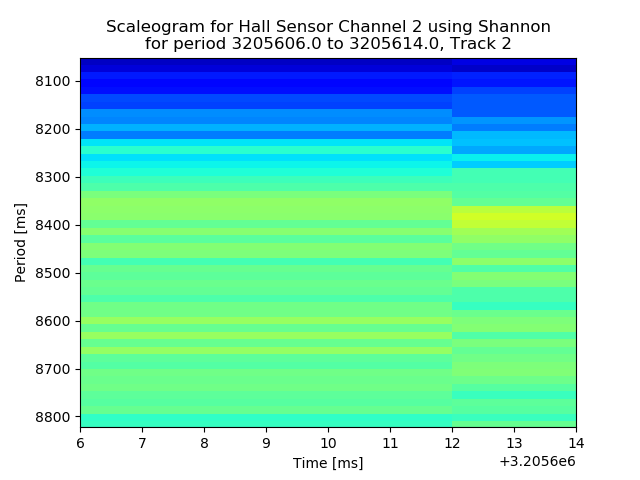 Scaleogram for Hall Sensor Channel 2 using Shannon
for period 3205606.0 to 3205614.0, Track 2
Period [ms]
8100
8200
8300
8400
8500
8600
8700
8800
6 7 8 9 10 11 12 13 14
Time [ms]
+3.2056e6